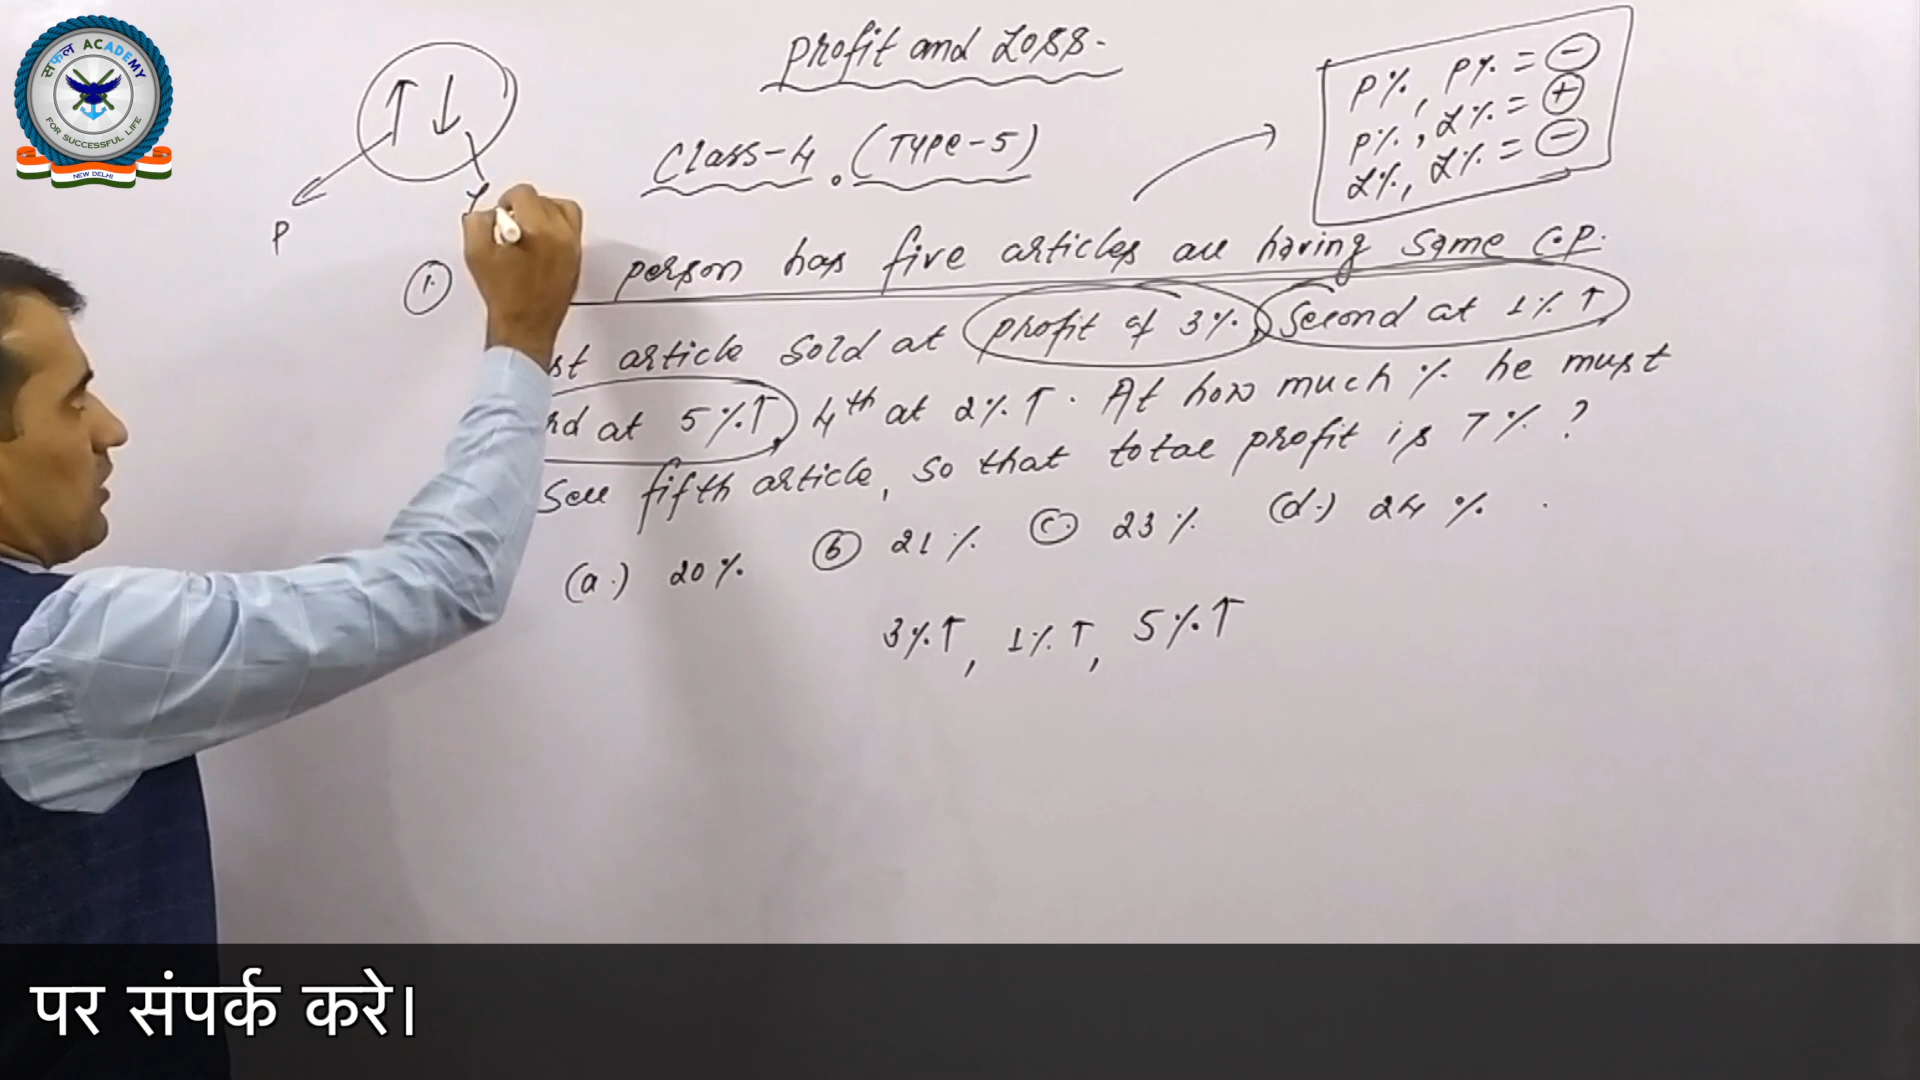 सफल ACADEMY
FOR SUCCESSFUL LIFE
NEW DELHI
Profit and Loss.
Class-4. (Type-5)
P%, P% = -
P%, L% = +
L%, L% = -
P
1. person has five articles are having same C.P.
st article sold at profit of 3%, second at 1% ↑,
rd at 5% ↑, 4th at 2% ↑. At how much % he must
sell fifth article, so that total profit is 7% ?
(a.) 20% (b) 21% (c) 23% (d.) 24%
3% ↑, 1% ↑, 5% ↑
पर संपर्क करे।